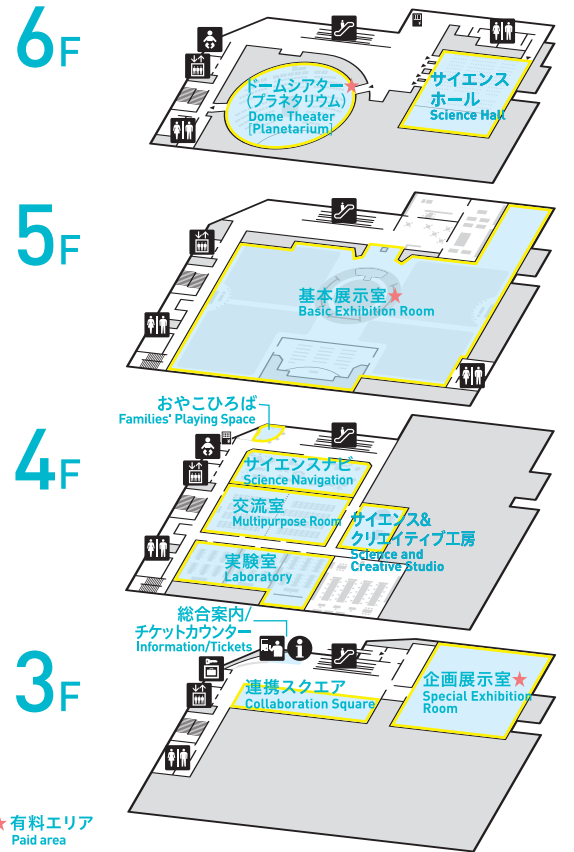 6F
ドームシアター★
(プラネタリウム)
Dome Theater
[Planetarium]
サイエンス
ホール
Science Hall
5F
基本展示室★
Basic Exhibition Room
4F
おやこひろば
Families' Playing Space
サイエンスナビ
Science Navigation
交流室
Multipurpose Room
サイエンス&
クリエイティブ工房
Science and
Creative Studio
実験室
Laboratory
3F
総合案内/
チケットカウンター
Information/Tickets
連携スクエア
Collaboration Square
企画展示室★
Special Exhibition
Room
★有料エリア
Paid area